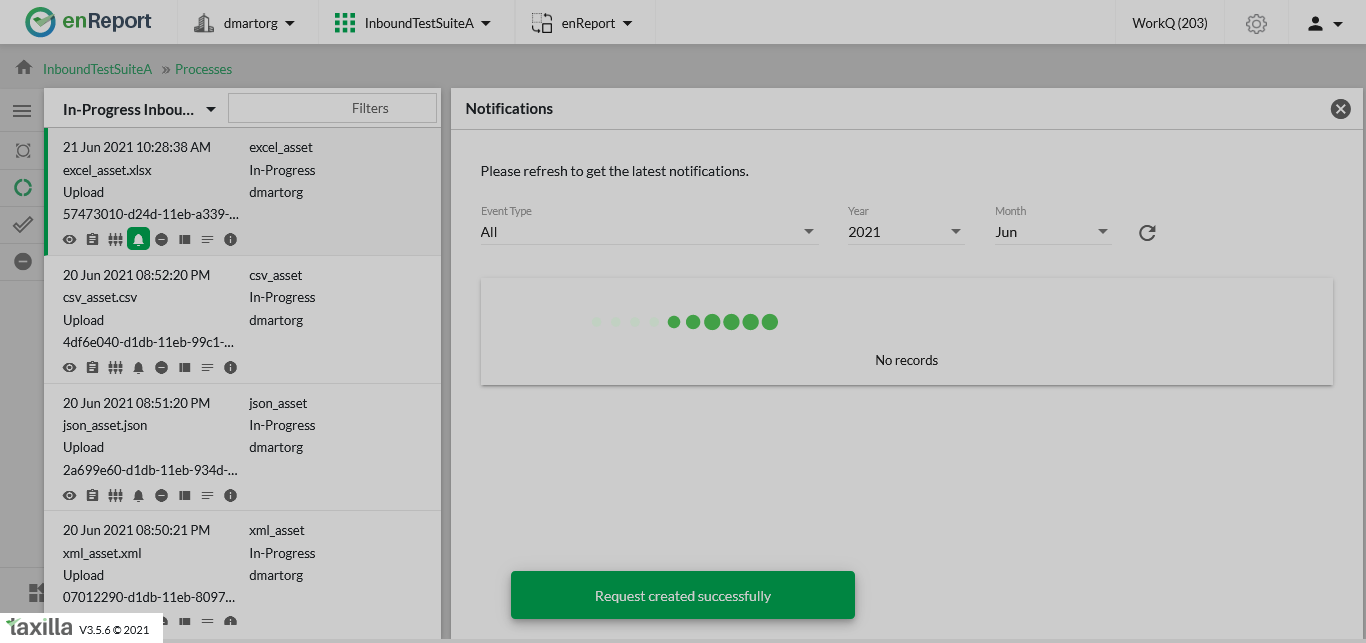 enReport
dmartorg
InboundTestSuiteA
enReport
WorkQ (203)
InboundTestSuiteA » Processes
In-Progress Inbou...
Filters
21 Jun 2021 10:28:38 AM excel_asset
excel_asset.xlsx In-Progress
Upload dmartorg
57473010-d24d-11eb-a339-...
20 Jun 2021 08:52:20 PM csv_asset
csv_asset.csv In-Progress
Upload dmartorg
4df6e040-d1db-11eb-99c1-...
20 Jun 2021 08:51:20 PM json_asset
json_asset.json In-Progress
Upload dmartorg
2a699e60-d1db-11eb-934d-...
20 Jun 2021 08:50:21 PM xml_asset
xml_asset.xml In-Progress
Upload dmartorg
07012290-d1db-11eb-8097...
taxilla V3.5.6 © 2021
Notifications
Please refresh to get the latest notifications.
Event Type Year Month
All 2021 Jun
No records
Request created successfully